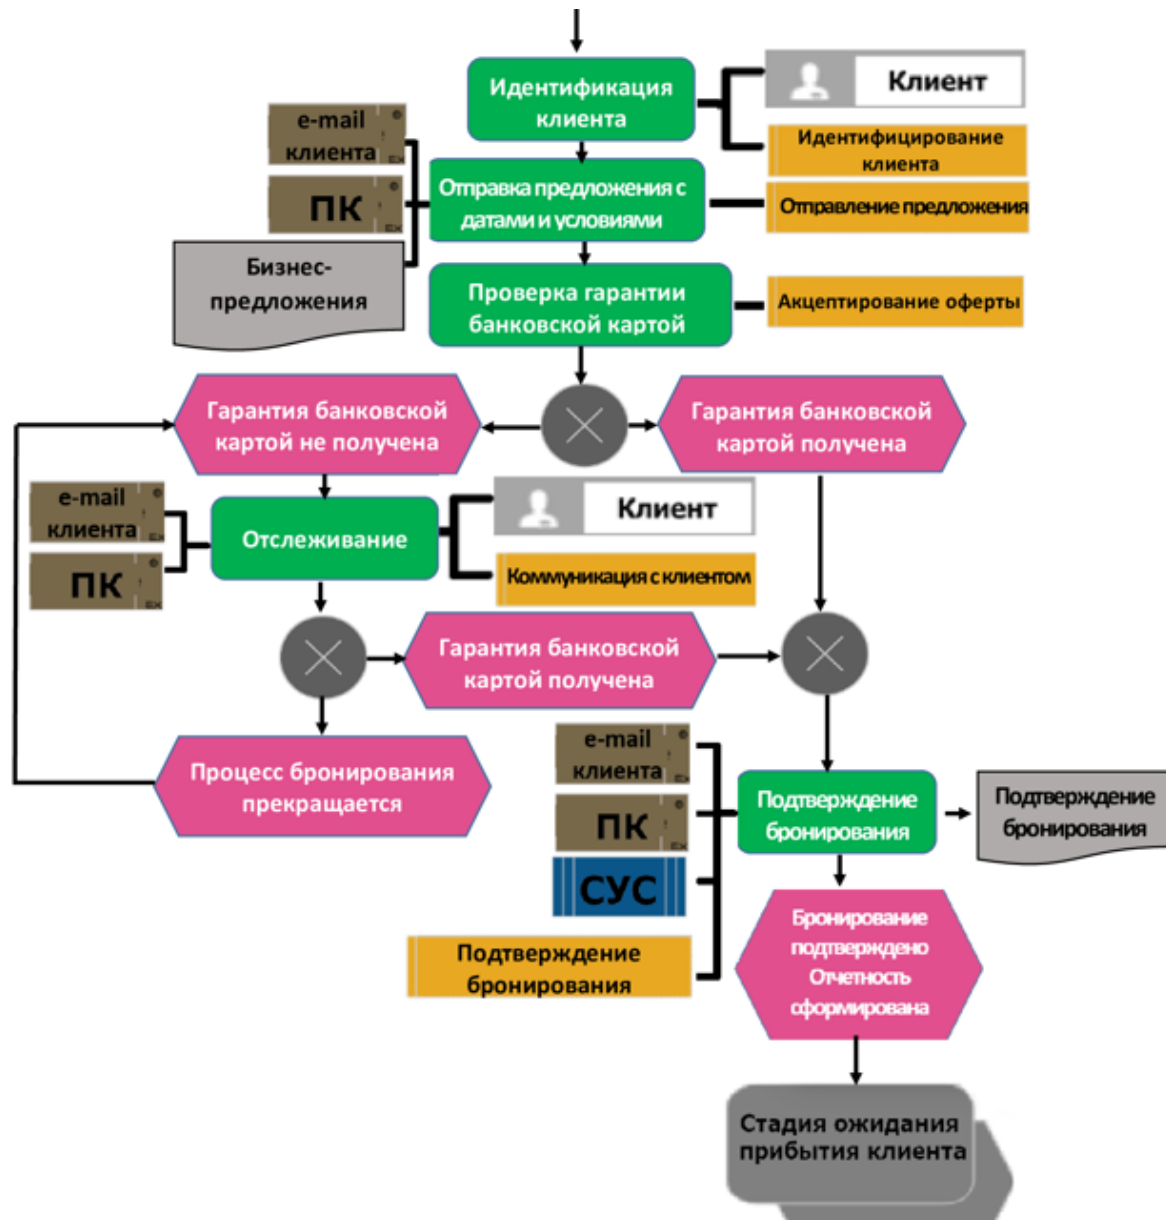 Идентификация
клиента
Клиент
Идентифицирование
клиента
e-mail
клиента
ПК
Бизнес-
предложения
Отправка предложения с
датами и условиями
Отправление предложения
Проверка гарантии
банковской картой
Акцептирование оферты
Гарантия банковской
картой не получена
Гарантия банковской
картой получена
e-mail
клиента
ПК
Отслеживание
Клиент
Коммуникация с клиентом
Гарантия банковской
картой получена
Процесс бронирования
прекращается
e-mail
клиента
ПК
СУС
Подтверждение
бронирования
Подтверждение
бронирования
Подтверждение
бронирования
Бронирование
подтверждено
Отчетность
сформирована
Стадия ожидания
прибытия клиента